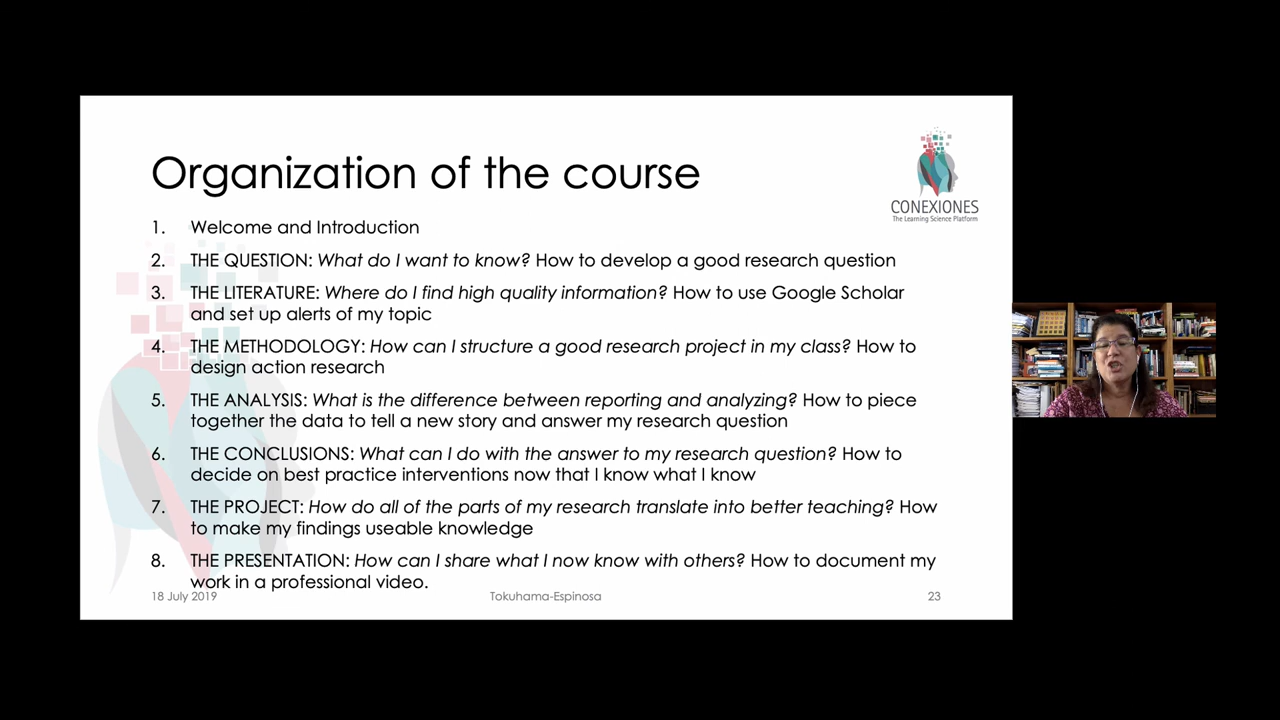 Organization of the course
CONEXIONES
The Learning Science Platform
1. Welcome and Introduction
2. THE QUESTION: What do I want to know? How to develop a good research question
3. THE LITERATURE: Where do I find high quality information? How to use Google Scholar
and set up alerts of my topic
4. THE METHODOLOGY: How can I structure a good research project in my class? How to
design action research
5. THE ANALYSIS: What is the difference between reporting and analyzing? How to piece
together the data to tell a new story and answer my research question
6. THE CONCLUSIONS: What can I do with the answer to my research question? How to
decide on best practice interventions now that I know what I know
7. THE PROJECT: How do all of the parts of my research translate into better teaching? How
to make my findings useable knowledge
8. THE PRESENTATION: How can I share what I now know with others? How to document my
work in a professional video.
18 July 2019
Tokuhama-Espinosa
23